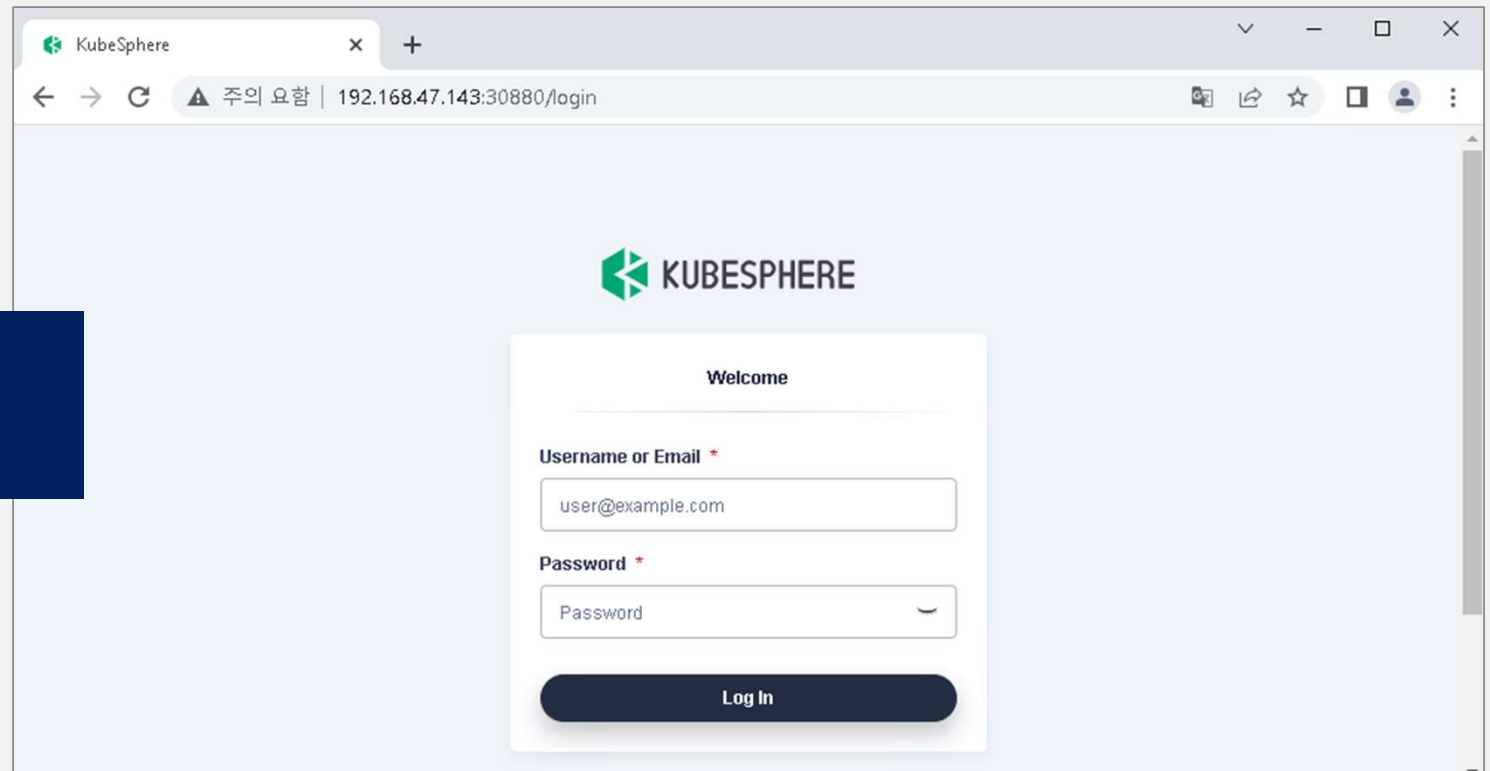 KubeSphere
주의 요함 | 192.168.47.143:30880/login
KUBESPHERE
Welcome
Username or Email *
user@example.com
Password *
Password
Log In